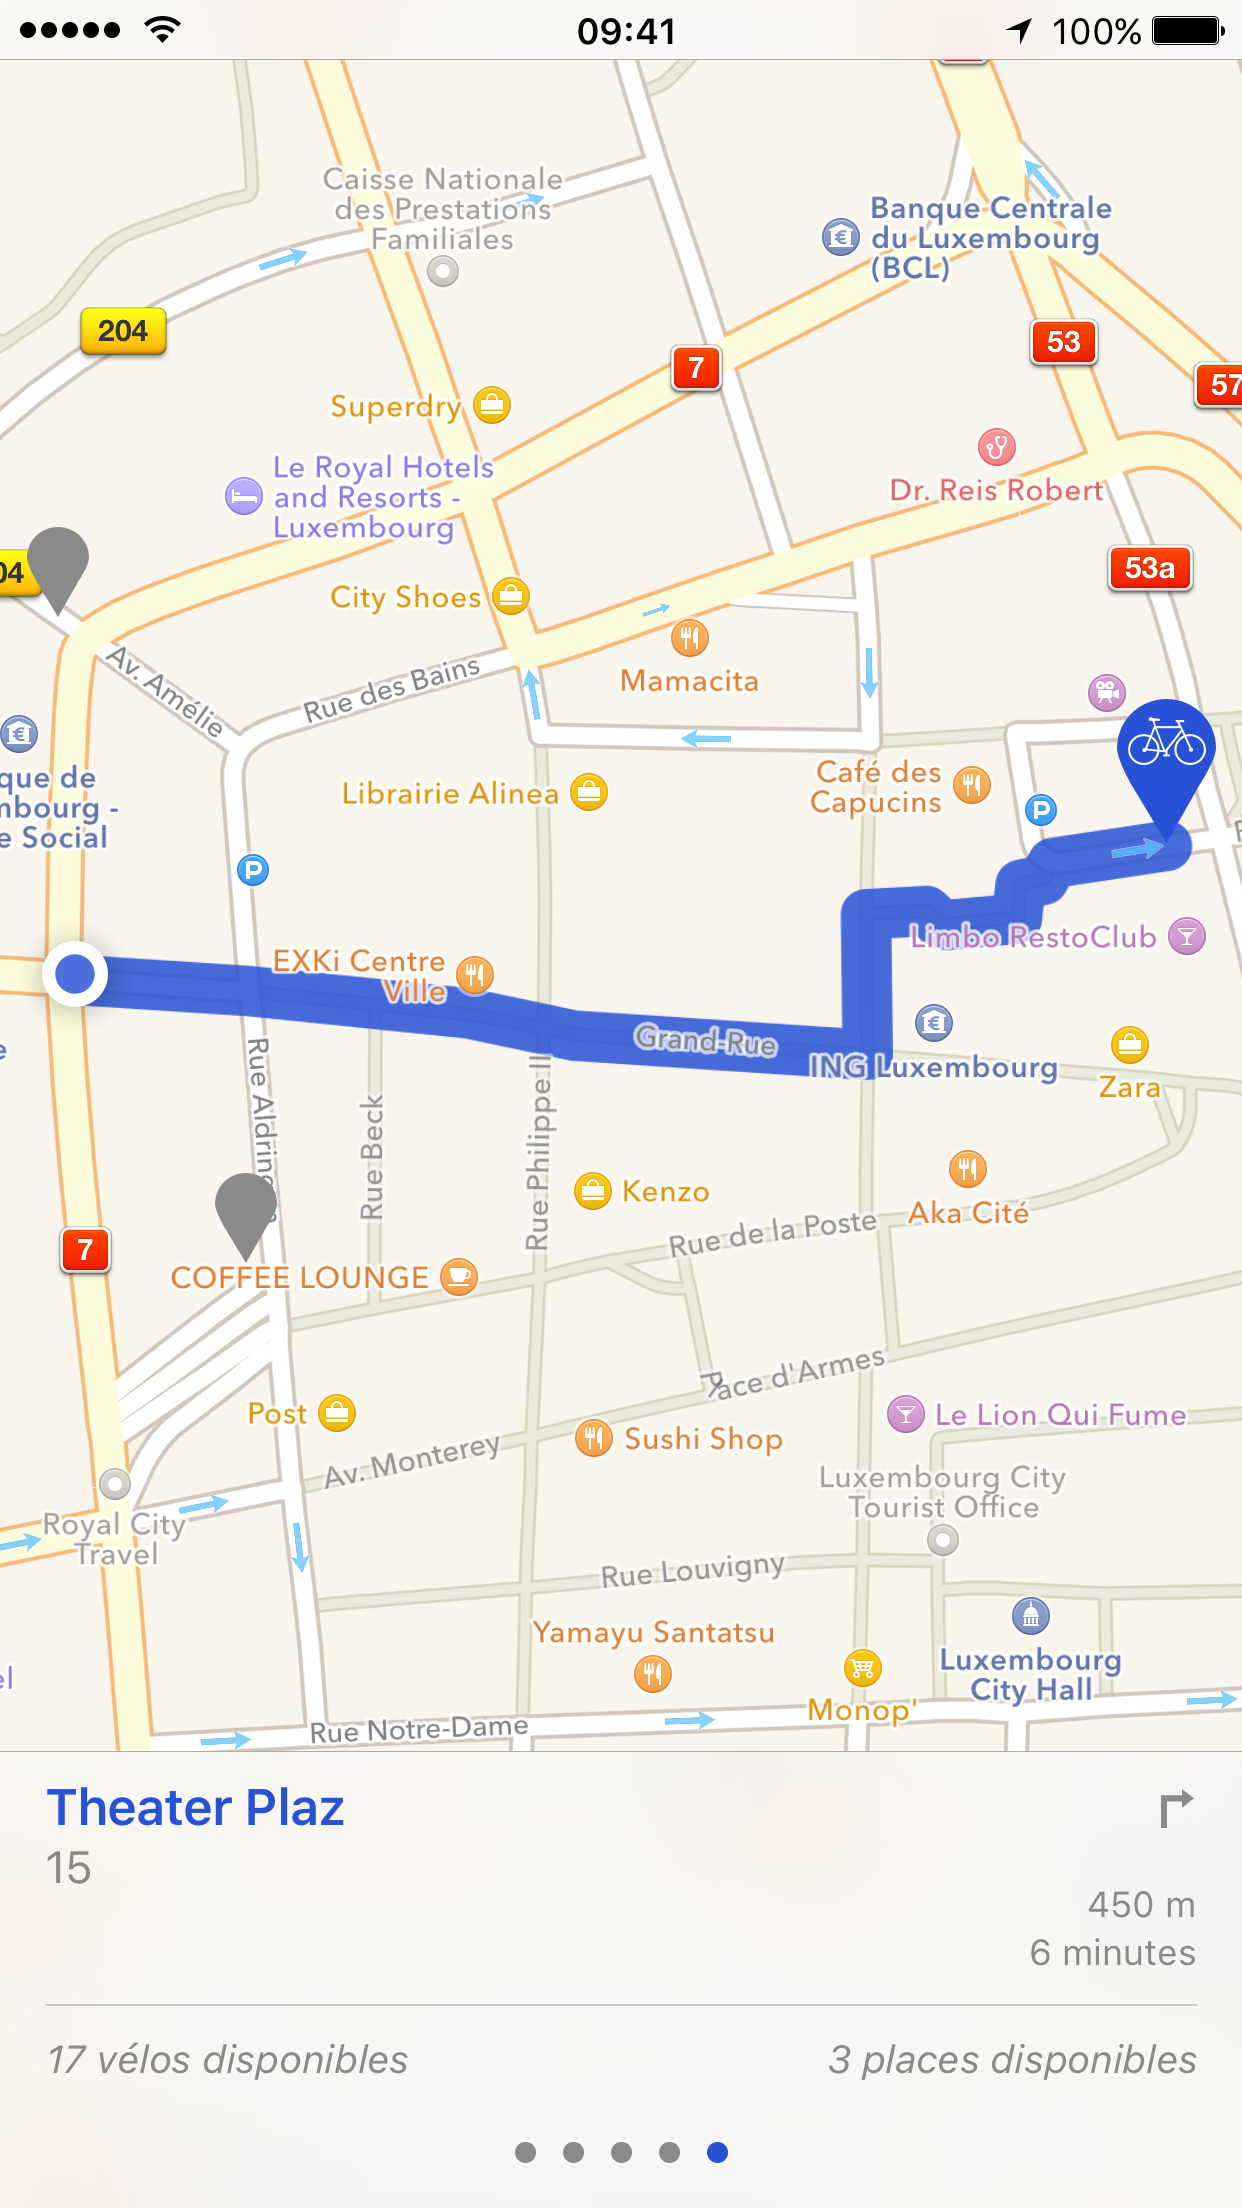 09:41
100%
Caisse Nationale
des Prestations
Familiales
Banque Centrale
du Luxembourg
(BCL)
204
7
53
57
Superdry
Le Royal Hotels
and Resorts -
Luxembourg
Dr. Reis Robert
04
53a
City Shoes
Mamacita
Av. Amélie
Rue des Bains
que de
mbourg -
e Social
Librairie Alinea
Café des
Capucins
P
P
Limbo RestoClub
EXKi Centre
Ville
Grand-Rue
ING Luxembourg
Zara
e
Rue Aldring
Rue Beck
Rue Philippe II
Kenzo
Aka Cité
Rue de la Poste
7
COFFEE LOUNGE
Place d'Armes
Post
Le Lion Qui Fume
Sushi Shop
Av. Monterey
Luxembourg City
Tourist Office
Royal City
Travel
Rue Louvigny
Yamayu Santatsu
Luxembourg
City Hall
el
Monop'
Rue Notre-Dame
Theater Plaz
15
450 m
6 minutes
17 vélos disponibles
3 places disponibles